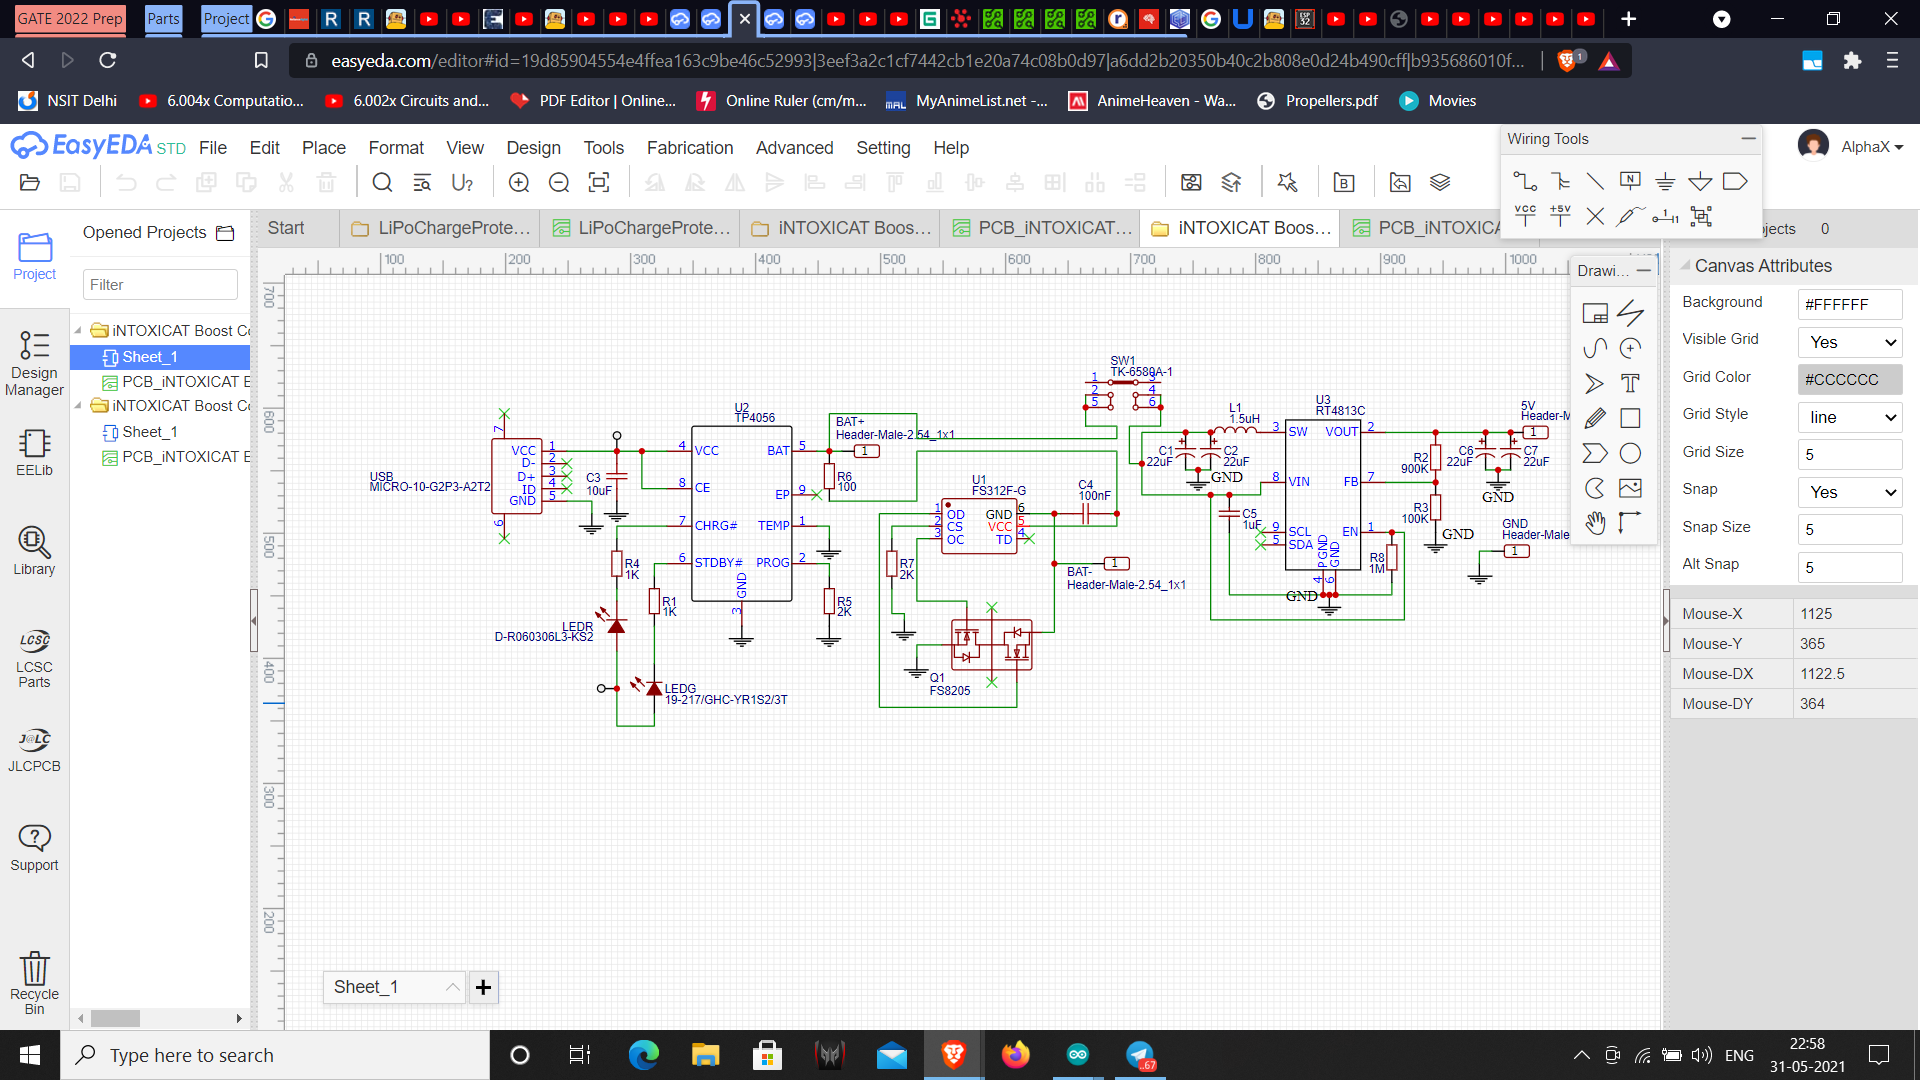 GATE 2022 Prep
Parts
Project
easyeda.com/editor#id=19d85904554e4ffea163c9be46c52993|3eef3a2c1cf7442cb1e20a74c08b0d97|a6dd2b20350b40c2b808e0d24b490cff|b935686010f...
1
NSIT Delhi
6.004x Computatio...
6.002x Circuits and...
PDF Editor | Online...
Online Ruler (cm/m...
MyAnimeList.net -...
AnimeHeaven - Wa...
Propellers.pdf
Movies
EasyEDA STD
File Edit Place Format View Design Tools Fabrication Advanced Setting Help
Wiring Tools
AlphaX
VCC
+5V
Start
LiPoChargeProte...
LiPoChargeProte...
iNTOXICAT Boos...
PCB_iNTOXICAT...
iNTOXICAT Boos...
PCB_iNTOXICA
jects 0
Project
Design Manager
EELib
Library
LCSC Parts
JLCPCB
Support
Recycle Bin
Opened Projects
Filter
iNTOXICAT Boost Co
Sheet_1
PCB_iNTOXICAT E
iNTOXICAT Boost Co
Sheet_1
PCB_iNTOXICAT E
100 200 300 400 500 600 700 800 900 1000
700
600
500
400
300
200
USB
MICRO-10-G2P3-A2T2
VCC 1
D- 2
D+ 3
ID 4
GND 5
7
6
C3
10uF
U2
TP4056
4 VCC
8 CE
7 CHRG#
6 STDBY#
BAT 5
EP 9
TEMP 1
PROG 2
GND
3
R4
1K
R1
1K
LEDR
D-R060306L3-KS2
LEDG
19-217/GHC-YR1S2/3T
R5
2K
R6
100
BAT+
Header-Male-2.54_1x1
1
U1
FS312F-G
1 OD
2 CS
3 OC
GND 6
VCC 5
TD 4
R7
2K
C4
100nF
BAT-
Header-Male-2.54_1x1
1
Q1
FS8205
SW1
TK-6580A-1
1 3
2 4
5 6
C1
22uF
C2
22uF
GND
L1
1.5uH
C5
1uF
U3
RT4813C
3 SW
8 VIN
9 SCL
5 SDA
VOUT 2
FB 7
EN 1
PGND
GND
4 6
GND
R8
1M
R2
900K
R3
100K
GND
C6
22uF
C7
22uF
GND
5V
Header-M
1
GND
Header-Male
1
Drawi...
Canvas Attributes
Background #FFFFFF
Visible Grid Yes
Grid Color #CCCCCC
Grid Style line
Grid Size 5
Snap Yes
Snap Size 5
Alt Snap 5
Mouse-X 1125
Mouse-Y 365
Mouse-DX 1122.5
Mouse-DY 364
Sheet_1
Type here to search
67
ENG
22:58
31-05-2021